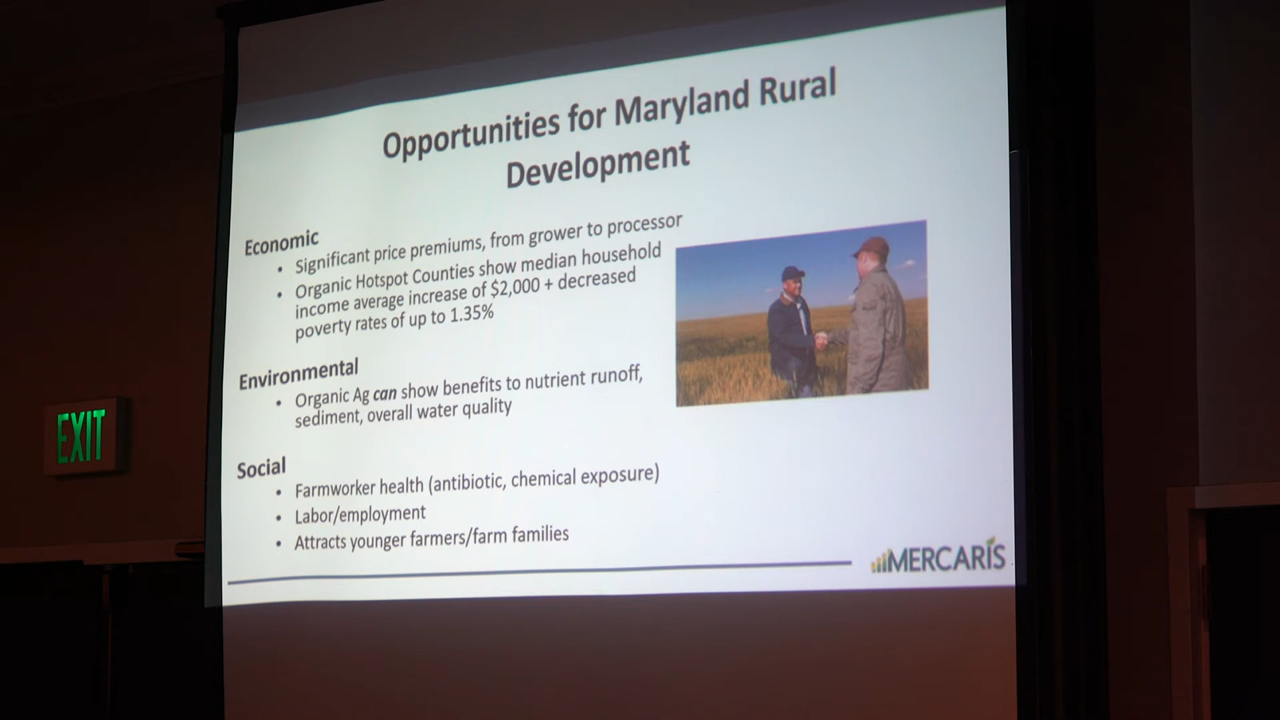 Opportunities for Maryland Rural
Development
Economic
• Significant price premiums, from grower to processor
• Organic Hotspot Counties show median household
income average increase of $2,000 + decreased
poverty rates of up to 1.35%
Environmental
• Organic Ag can show benefits to nutrient runoff,
sediment, overall water quality
Social
• Farmworker health (antibiotic, chemical exposure)
• Labor/employment
• Attracts younger farmers/farm families
MERCARIS
EXIT